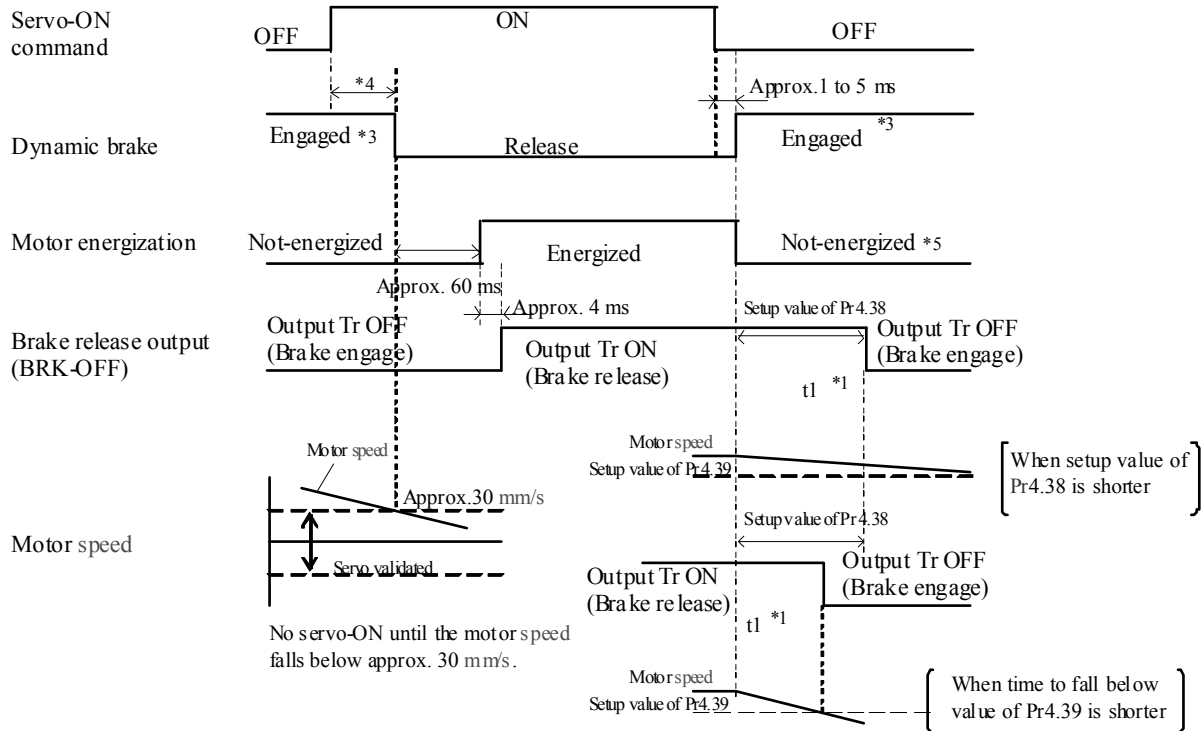 Servo-ON
command
OFF
ON
OFF
*4
Approx.1 to 5 ms
Dynamic brake
Engaged *3
Release
Engaged *3
Motor energization
Not-energized
Energized
Not-energized *5
Approx. 60 ms
Approx. 4 ms
Setup value of Pr4.38
Brake release output
(BRK-OFF)
Output Tr OFF
(Brake engage)
Output Tr ON
(Brake release)
Output Tr OFF
(Brake engage)
t1 *1
Motor speed
Motor speed
Setup value of Pr4.39
When setup value of
Pr4.38 is shorter
Approx.30 mm/s
Setup value of Pr4.38
Motor speed
Servo validated
Output Tr ON
(Brake release)
Output Tr OFF
(Brake engage)
t1 *1
No servo-ON until the motor speed
falls below approx. 30 mm/s.
Motor speed
Setup value of Pr4.39
When time to fall below
value of Pr4.39 is shorter